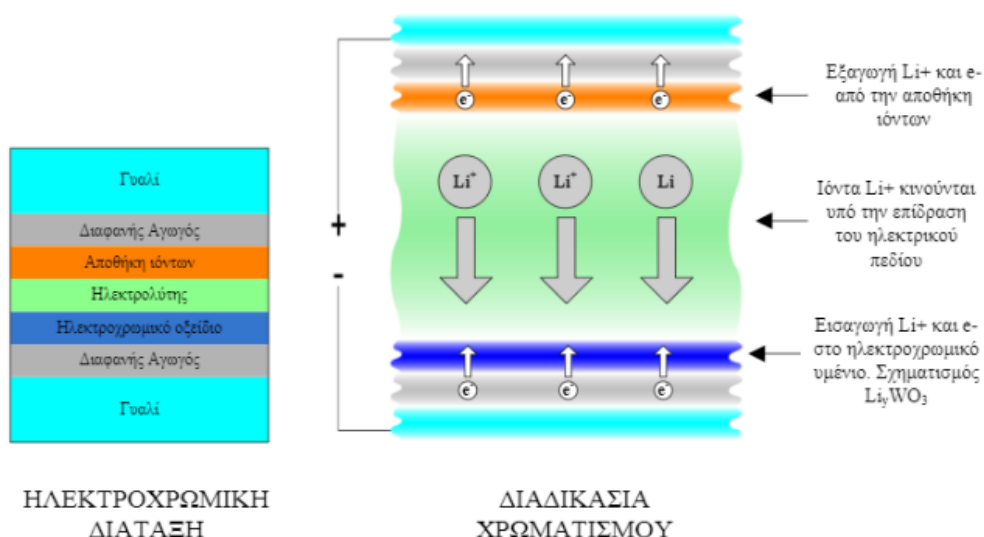 Γυαλί
Διαφανής Αγωγός
Αποθήκη ιόντων
Ηλεκτρολύτης
Ηλεκτροχρωμικό οξείδιο
Διαφανής Αγωγός
Γυαλί
ΗΛΕΚΤΡΟΧΡΩΜΙΚΗ
ΔΙΑΤΑΞΗ
+
-
e⁻ e⁻ e⁻
Li⁺ Li⁺ Li
e⁻ e⁻ e⁻
ΔΙΑΔΙΚΑΣΙΑ
ΧΡΩΜΑΤΙΣΜΟΥ
Εξαγωγή Li+ και e-
από την αποθήκη
ιόντων
Ιόντα Li+ κινούνται
υπό την επίδραση
του ηλεκτρικού
πεδίου
Εισαγωγή Li+ και e-
στο ηλεκτροχρωμικό
υμένιο. Σχηματισμός
LiyWO₃